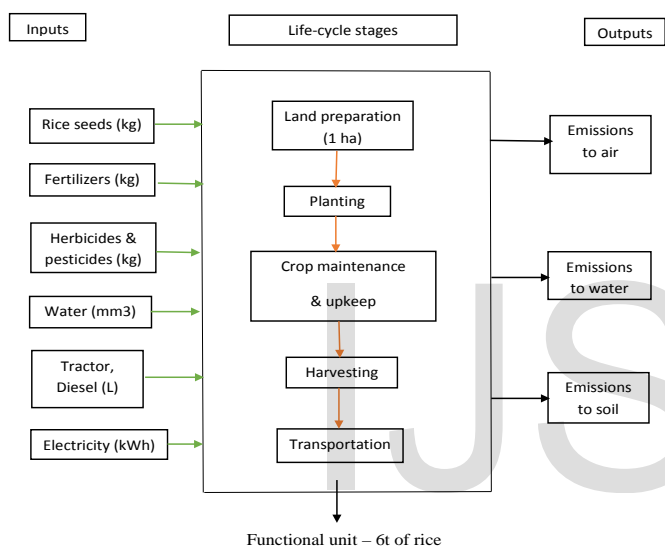 Inputs
Life-cycle stages
Outputs
Rice seeds (kg)
Fertilizers (kg)
Herbicides &
pesticides (kg)
Water (mm3)
Tractor,
Diesel (L)
Electricity (kWh)
Land preparation
(1 ha)
Planting
Crop maintenance
& upkeep
Harvesting
Transportation
Emissions
to air
Emissions
to water
Emissions
to soil
Functional unit – 6t of rice
IJS